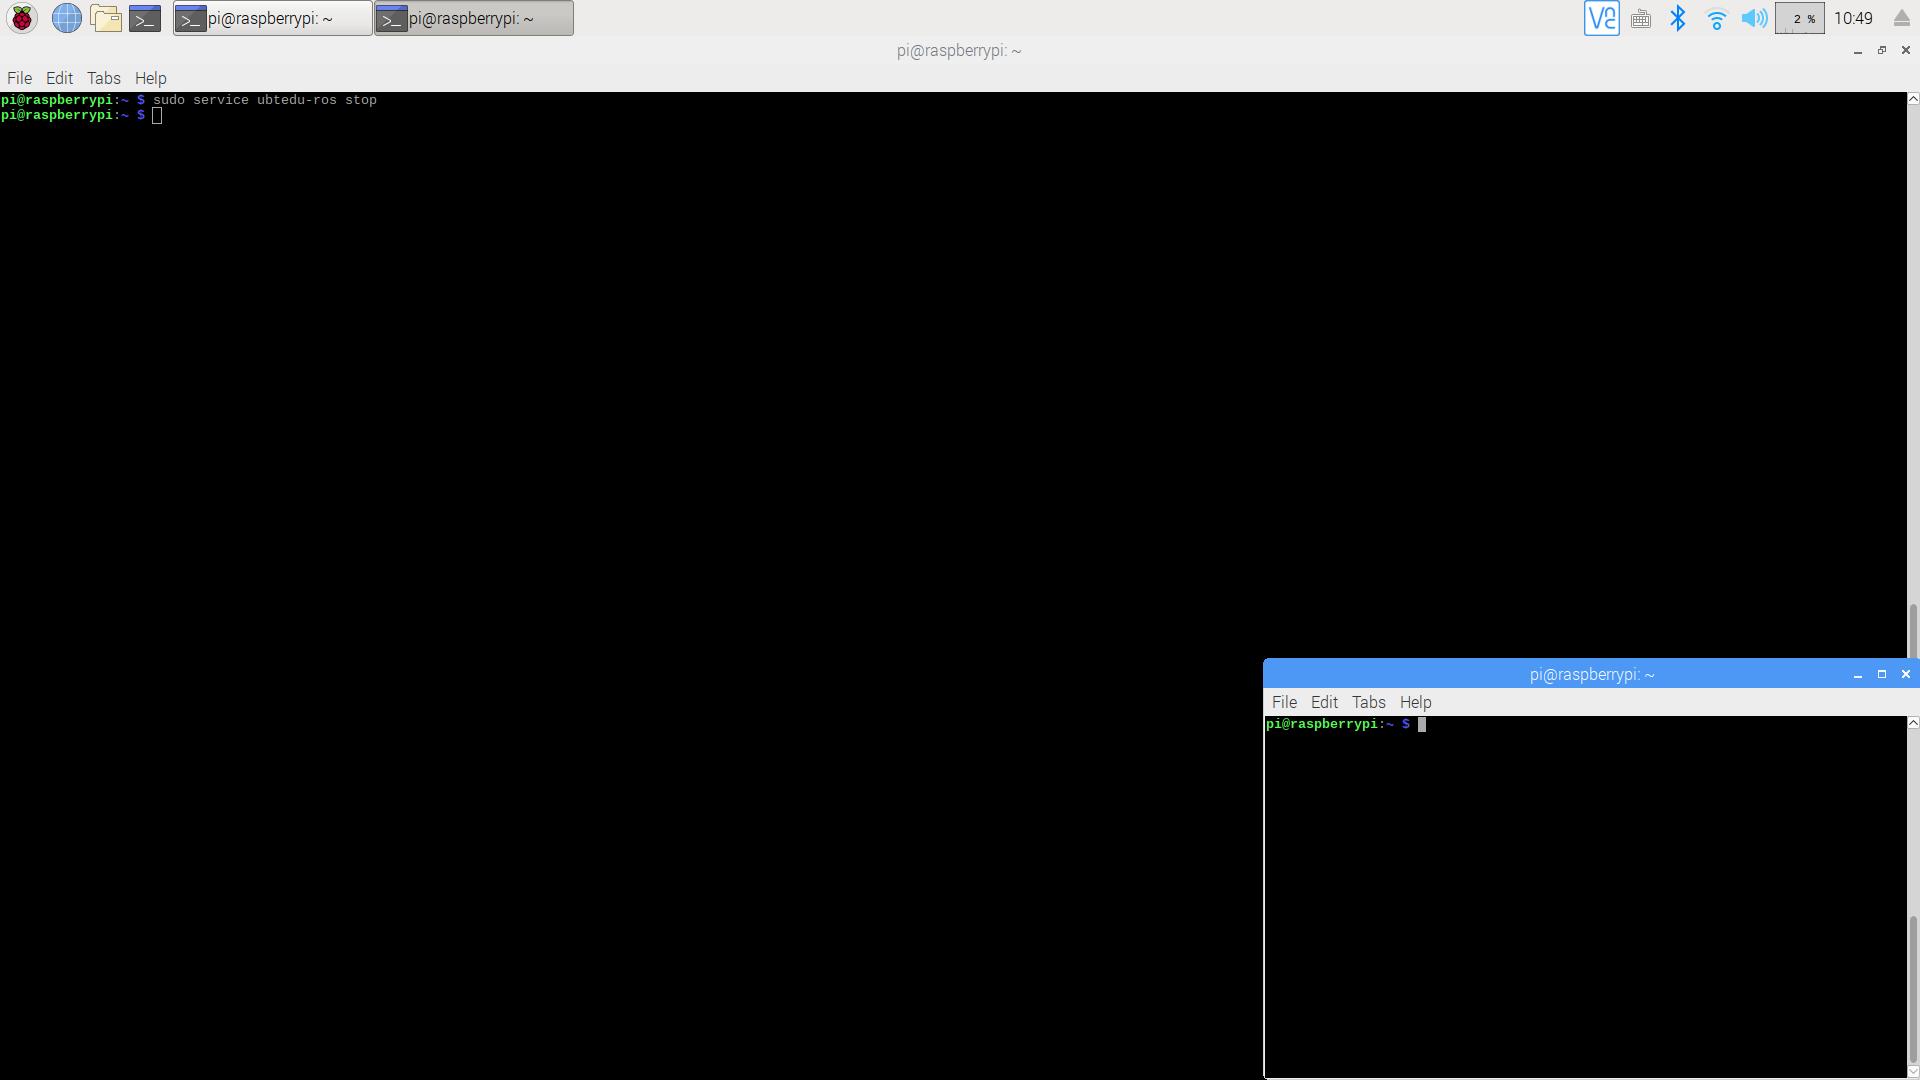 pi@raspberrypi: ~ pi@raspberrypi: ~ 2 % 10:49
pi@raspberrypi: ~
File Edit Tabs Help
pi@raspberrypi:~ $ sudo service ubtedu-ros stop
pi@raspberrypi:~ $
pi@raspberrypi: ~
File Edit Tabs Help
pi@raspberrypi:~ $